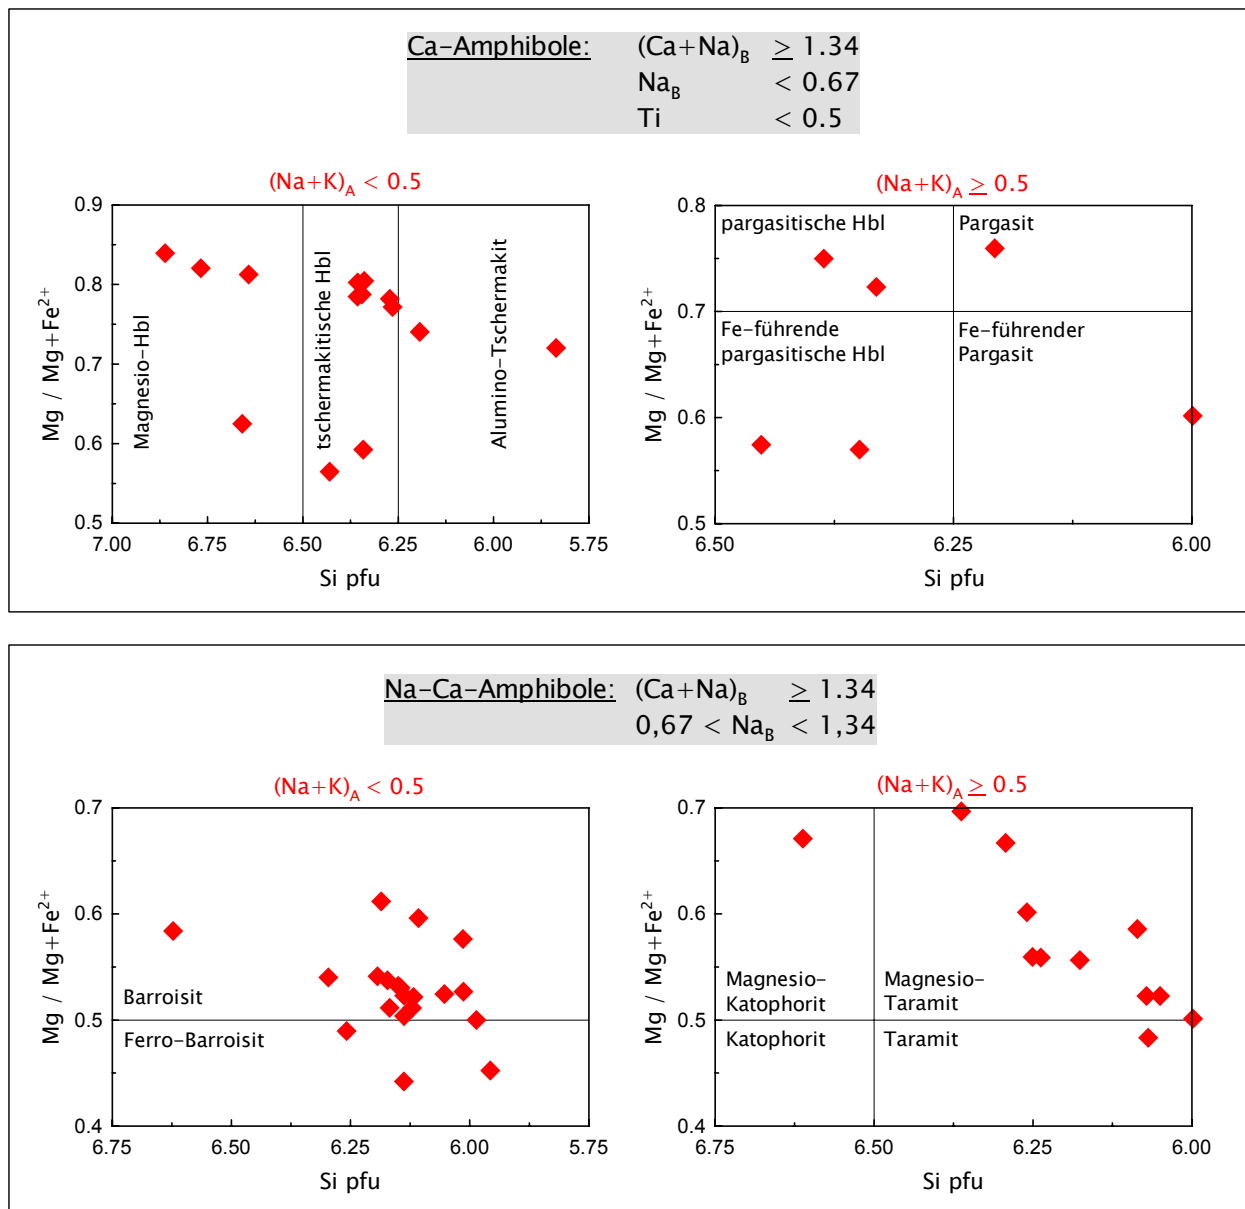 Ca-Amphibole: (Ca+Na)B ≥ 1.34
NaB < 0.67
Ti < 0.5
(Na+K)A < 0.5
Mg / Mg+Fe²⁺
0.9
0.8
0.7
0.6
0.5
Magnesio-Hbl
tschermakitische Hbl
Alumino-Tschermakit
7.00 6.75 6.50 6.25 6.00 5.75
Si pfu
(Na+K)A ≥ 0.5
Mg / Mg+Fe²⁺
0.8
0.7
0.6
0.5
pargasitische Hbl
Pargasit
Fe-führende
pargasitische Hbl
Fe-führender
Pargasit
6.50 6.25 6.00
Si pfu
Na-Ca-Amphibole: (Ca+Na)B ≥ 1.34
0,67 < NaB < 1,34
(Na+K)A < 0.5
Mg / Mg+Fe²⁺
0.7
0.6
0.5
0.4
Barroisit
Ferro-Barroisit
6.75 6.50 6.25 6.00 5.75
Si pfu
(Na+K)A ≥ 0.5
Mg / Mg+Fe²⁺
0.7
0.6
0.5
0.4
Magnesio-
Katophorit
Magnesio-
Taramit
Katophorit
Taramit
6.75 6.50 6.25 6.00
Si pfu